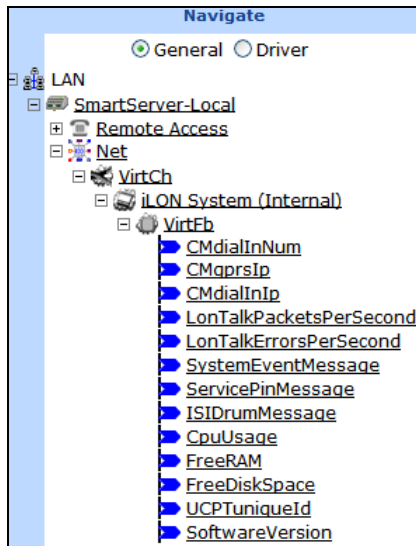 Navigate
General Driver
LAN
SmartServer-Local
Remote Access
Net
VirtCh
iLON System (Internal)
VirtFb
CMdialInNum
CMgprsIp
CMdialInIp
LonTalkPacketsPerSecond
LonTalkErrorsPerSecond
SystemEventMessage
ServicePinMessage
ISIDrumMessage
CpuUsage
FreeRAM
FreeDiskSpace
UCPTuniqueId
SoftwareVersion